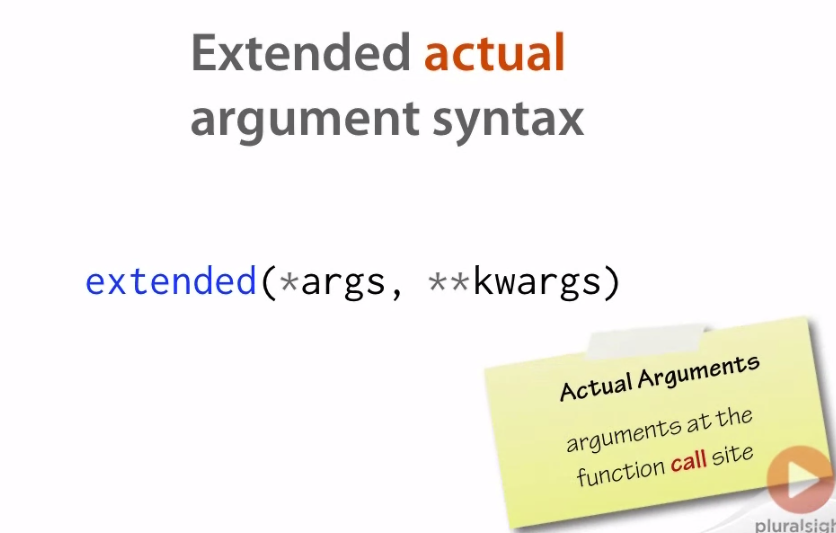 Extended actual
argument syntax
extended(*args, **kwargs)
Actual Arguments
arguments at the
function call site
pluralsigh